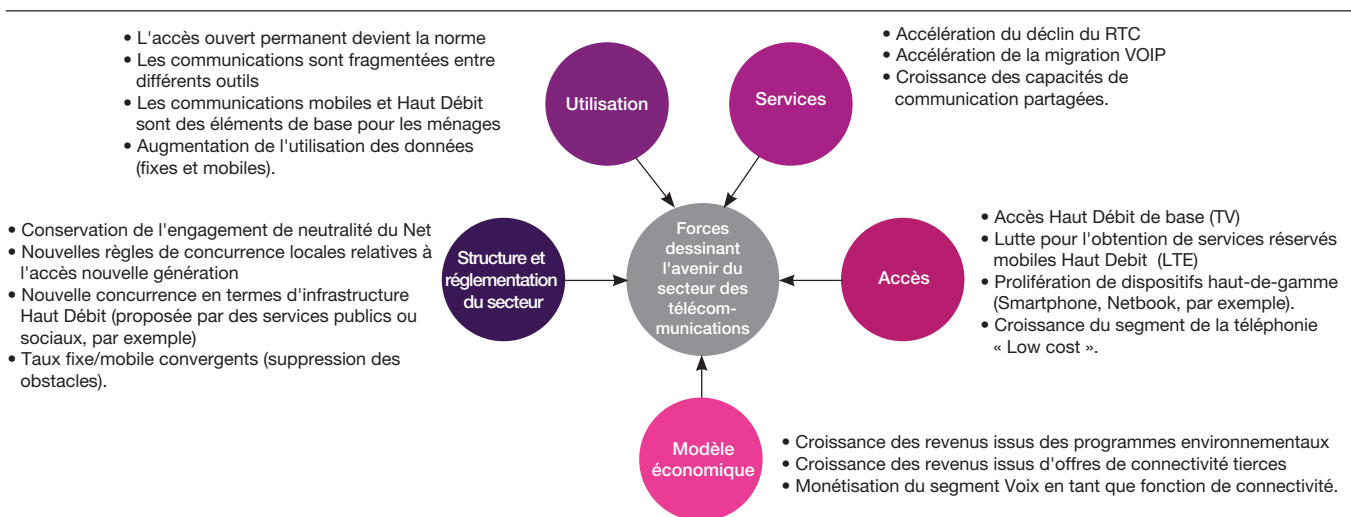 • L'accès ouvert permanent devient la norme
• Les communications sont fragmentées entre
différents outils
• Les communications mobiles et Haut Débit
sont des éléments de base pour les ménages
• Augmentation de l'utilisation des données
(fixes et mobiles).
Utilisation
Services
• Accélération du déclin du RTC
• Accélération de la migration VOIP
• Croissance des capacités de
communication partagées.
• Conservation de l'engagement de neutralité du Net
• Nouvelles règles de concurrence locales relatives à
l'accès nouvelle génération
• Nouvelle concurrence en termes d'infrastructure
Haut Débit (proposée par des services publics ou
sociaux, par exemple)
• Taux fixe/mobile convergents (suppression des
obstacles).
Structure et
réglementation
du secteur
Forces
dessinant
l'avenir du
secteur des
télécom-
munications
Accès
• Accès Haut Débit de base (TV)
• Lutte pour l'obtention de services réservés
mobiles Haut Debit (LTE)
• Prolifération de dispositifs haut-de-gamme
(Smartphone, Netbook, par exemple).
• Croissance du segment de la téléphonie
« Low cost ».
Modèle
économique
• Croissance des revenus issus des programmes environnementaux
• Croissance des revenus issus d'offres de connectivité tierces
• Monétisation du segment Voix en tant que fonction de connectivité.